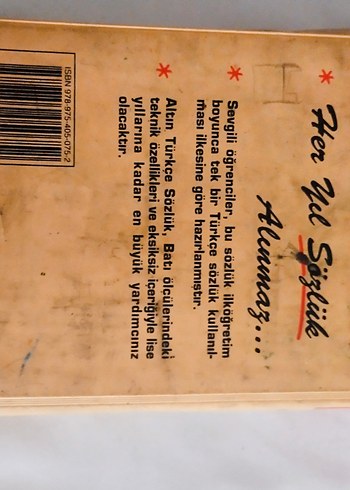 * Her Yıl Sözlük
Alınmaz...
* Sevgili öğrenciler, bu sözlük ilköğretim
boyunca tek bir Türkçe sözlük kullanıl-
ması ilkesine göre hazırlanmıştır.
* Altın Türkçe Sözlük, Batı ölçülerindeki
teknik özellikleri ve eksiksiz içeriğiyle lise
yıllarına kadar en büyük yardımcınız
olacaktır.
ISBN 978-975-405-075-2